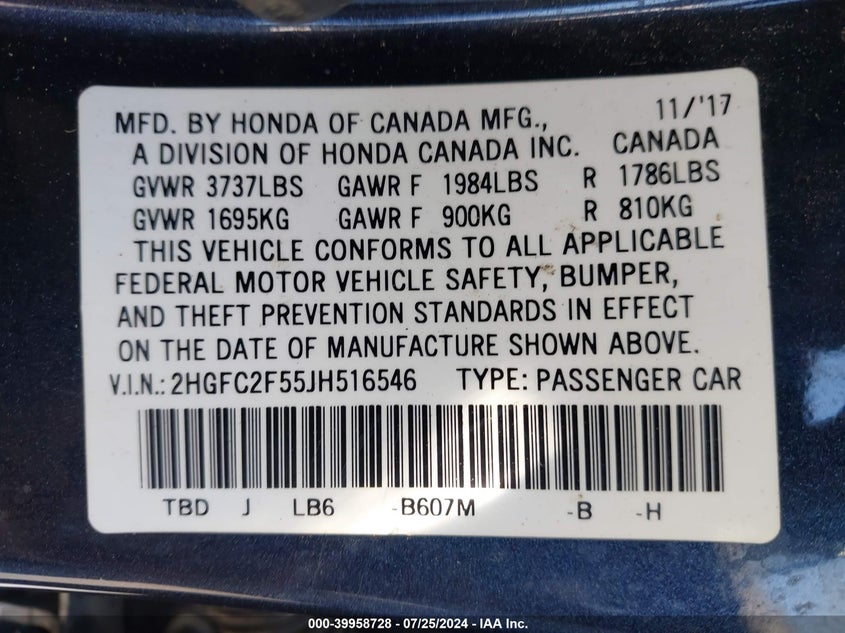 MFD. BY HONDA OF CANADA MFG., 11/'17
A DIVISION OF HONDA CANADA INC. CANADA
GVWR 3737LBS GAWR F 1984LBS R 1786LBS
GVWR 1695KG GAWR F 900KG R 810KG
THIS VEHICLE CONFORMS TO ALL APPLICABLE
FEDERAL MOTOR VEHICLE SAFETY, BUMPER,
AND THEFT PREVENTION STANDARDS IN EFFECT
ON THE DATE OF MANUFACTURE SHOWN ABOVE.
V.I.N.: 2HGFC2F55JH516546 TYPE: PASSENGER CAR
TBD J LB6 -B607M -B -H
000-39958728 - 07/25/2024 - IAA Inc.